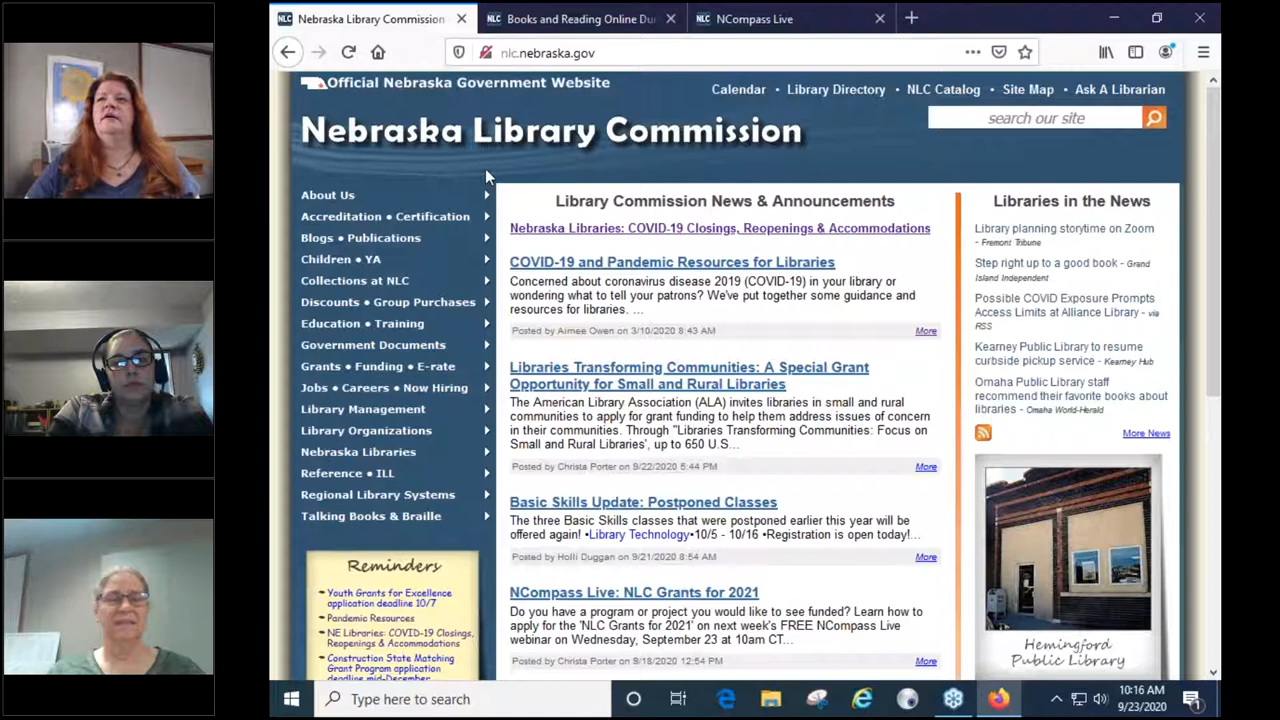 Nebraska Library Commission
Books and Reading Online Du
NCompass Live
nlc.nebraska.gov
Official Nebraska Government Website
Calendar • Library Directory • NLC Catalog • Site Map • Ask A Librarian
Nebraska Library Commission
search our site
About Us
Accreditation • Certification
Blogs • Publications
Children • YA
Collections at NLC
Discounts • Group Purchases
Education • Training
Government Documents
Grants • Funding • E-rate
Jobs • Careers • Now Hiring
Library Management
Library Organizations
Nebraska Libraries
Reference • ILL
Regional Library Systems
Talking Books & Braille
Reminders
Youth Grants for Excellence
application deadline 10/7
Pandemic Resources
NE Libraries: COVID-19 Closings,
Reopenings & Accommodations
Construction State Matching
Grant Program application
deadline mid-December
Library Commission News & Announcements
Nebraska Libraries: COVID-19 Closings, Reopenings & Accommodations
COVID-19 and Pandemic Resources for Libraries
Concerned about coronavirus disease 2019 (COVID-19) in your library or
wondering what to tell your patrons? We've put together some guidance and
resources for libraries. ...
Posted by Aimee Owen on 3/10/2020 8:43 AM
More
Libraries Transforming Communities: A Special Grant
Opportunity for Small and Rural Libraries
The American Library Association (ALA) invites libraries in small and rural
communities to apply for grant funding to help them address issues of concern
in their communities. Through "Libraries Transforming Communities: Focus on
Small and Rural Libraries', up to 650 U.S...
Posted by Christa Porter on 9/22/2020 5:44 PM
More
Basic Skills Update: Postponed Classes
The three Basic Skills classes that were postponed earlier this year will be
offered again! •Library Technology•10/5 - 10/16 •Registration is open today!...
Posted by Holli Duggan on 9/21/2020 8:54 AM
More
NCompass Live: NLC Grants for 2021
Do you have a program or project you would like to see funded? Learn how to
apply for the 'NLC Grants for 2021' on next week's FREE NCompass Live
webinar on Wednesday, September 23 at 10am CT...
Posted by Christa Porter on 9/18/2020 12:54 PM
More
Libraries in the News
Library planning storytime on Zoom
- Fremont Tribune
Step right up to a good book - Grand
Island Independent
Possible COVID Exposure Prompts
Access Limits at Alliance Library - via
RSS
Kearney Public Library to resume
curbside pickup service - Kearney Hub
Omaha Public Library staff
recommend their favorite books about
libraries - Omaha World-Herald
More News
Hemingford
Public Library
Type here to search
10:16 AM
9/23/2020
1